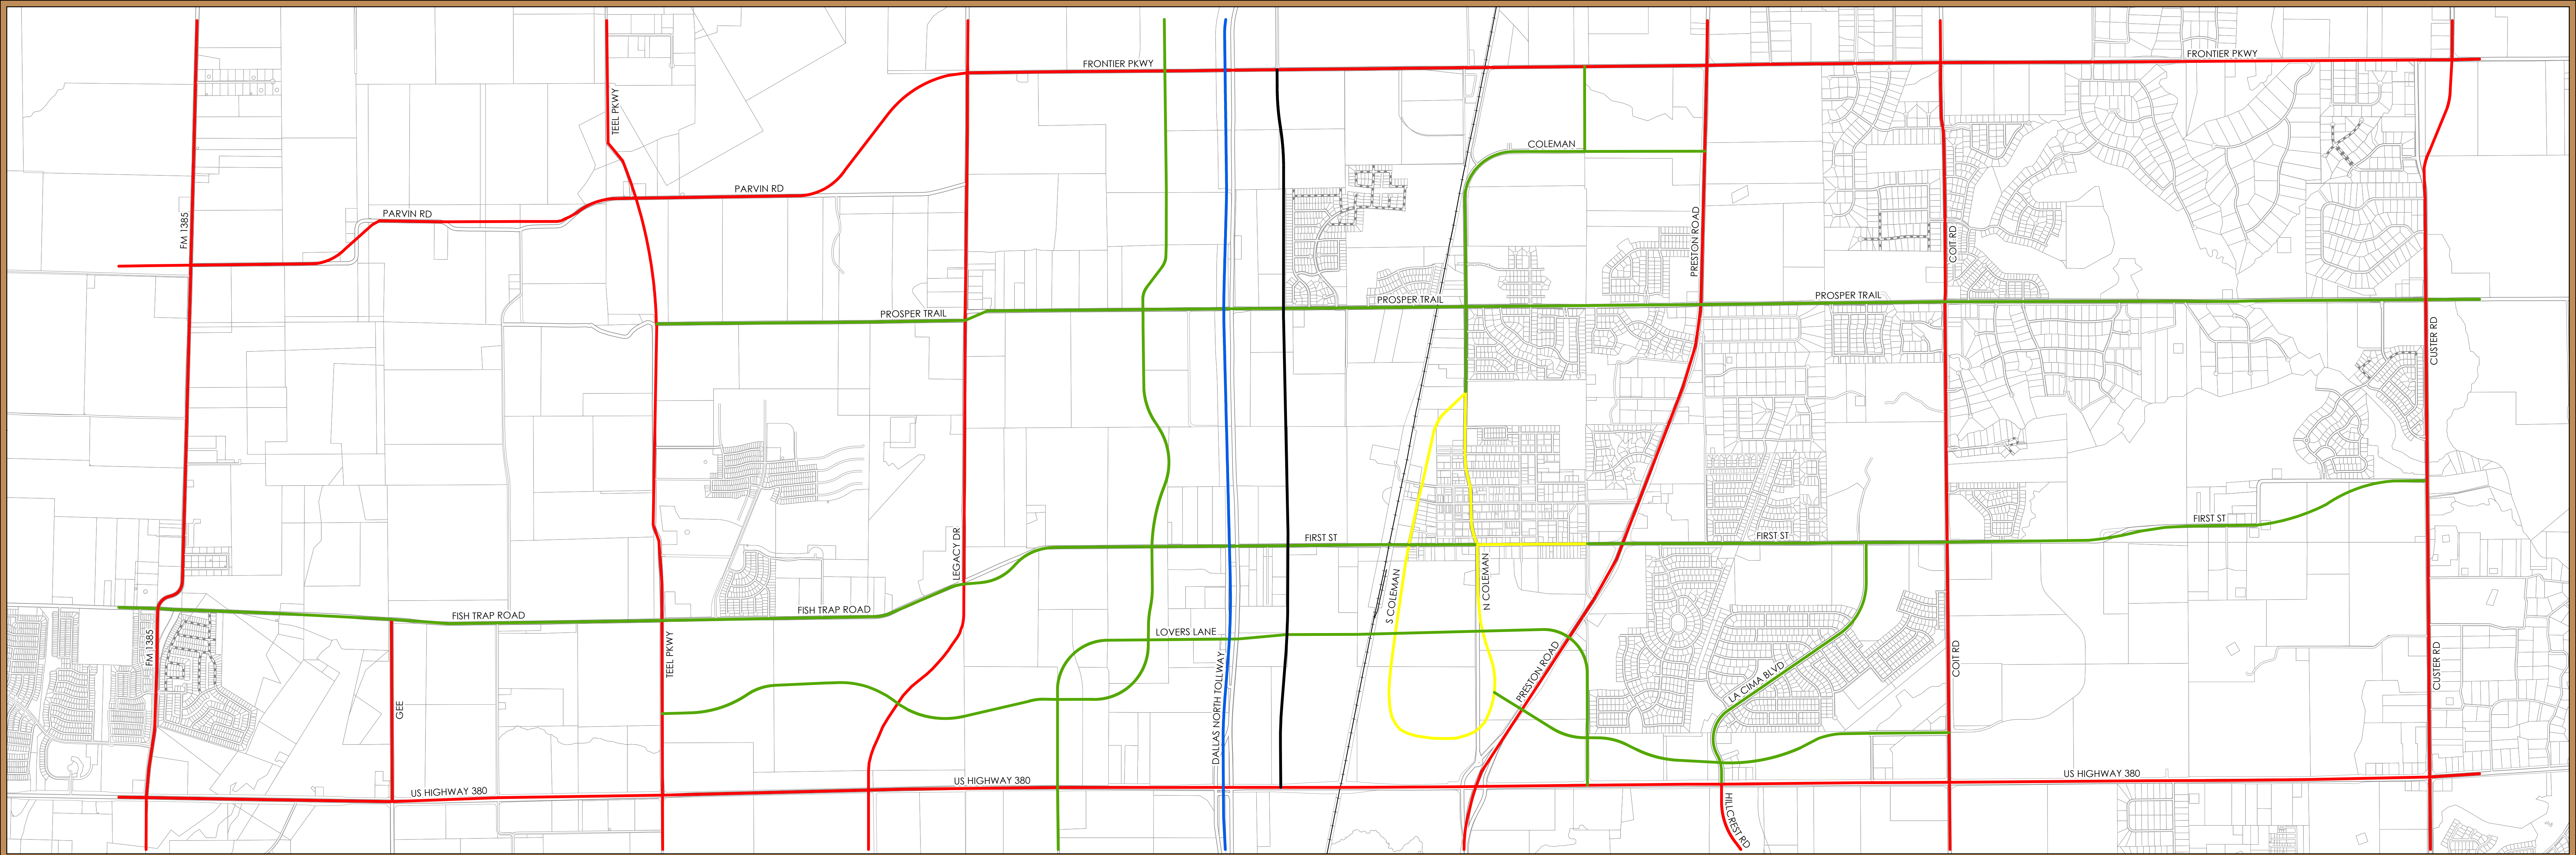 FRONTIER PKWY
FRONTIER PKWY
TEEL PKWY
COLEMAN
PARVIN RD
PARVIN RD
FM 1385
PRESTON ROAD
COIT RD
PROSPER TRAIL
PROSPER TRAIL
PROSPER TRAIL
CUSTER RD
FIRST ST
FIRST ST
FIRST ST
LEGACY DR
S COLEMAN
N COLEMAN
FISH TRAP ROAD
FISH TRAP ROAD
FM 1385
TEEL PKWY
LOVERS LANE
DALLAS NORTH TOLLWAY
PRESTON ROAD
LA CIMA BLVD
COIT RD
CUSTER RD
GEE
US HIGHWAY 380
US HIGHWAY 380
US HIGHWAY 380
HILLCREST RD